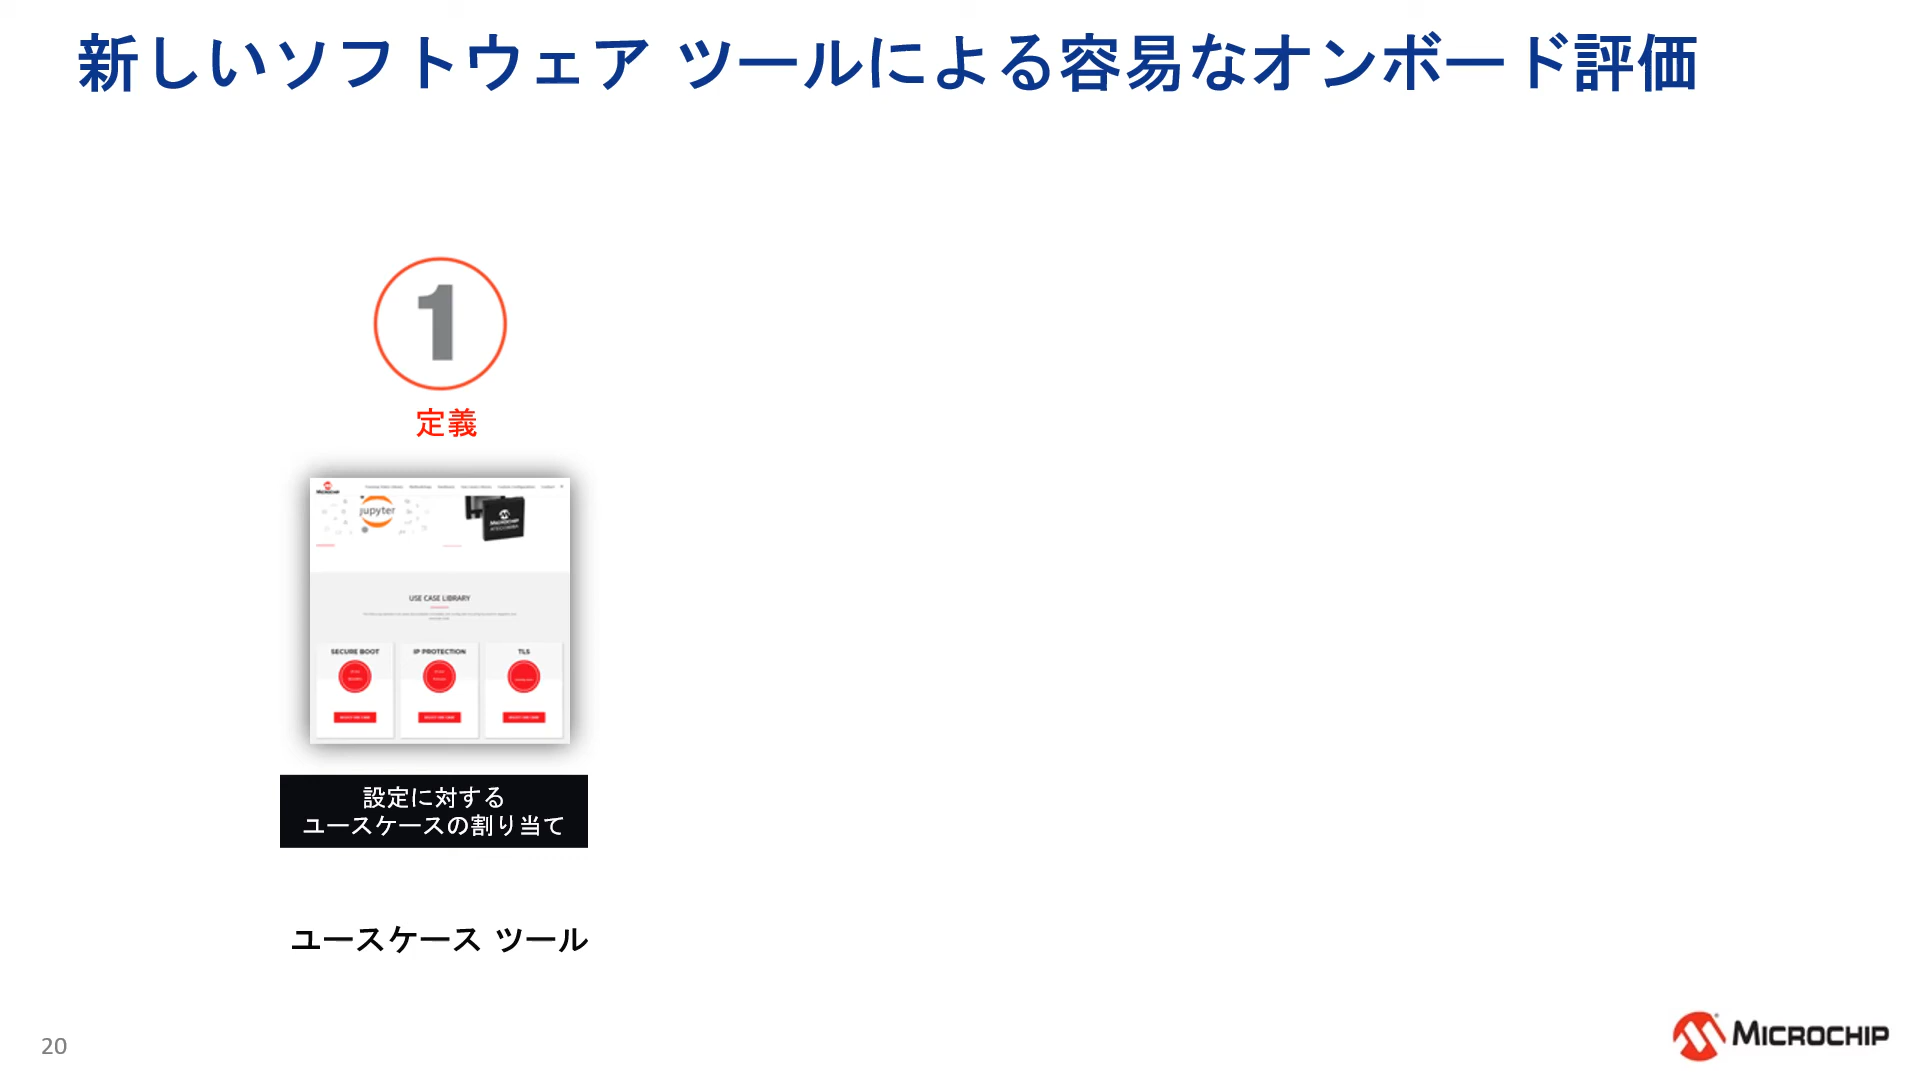 新しいソフトウェア ツールによる容易なオンボード評価
1
定義
MICROCHIP
jupyter
MICROCHIP
USE CASE LIBRARY
SECURE BOOT
IP PROTECTION
TLS
設定に対する
ユースケースの割り当て
ユースケース ツール
20
MICROCHIP